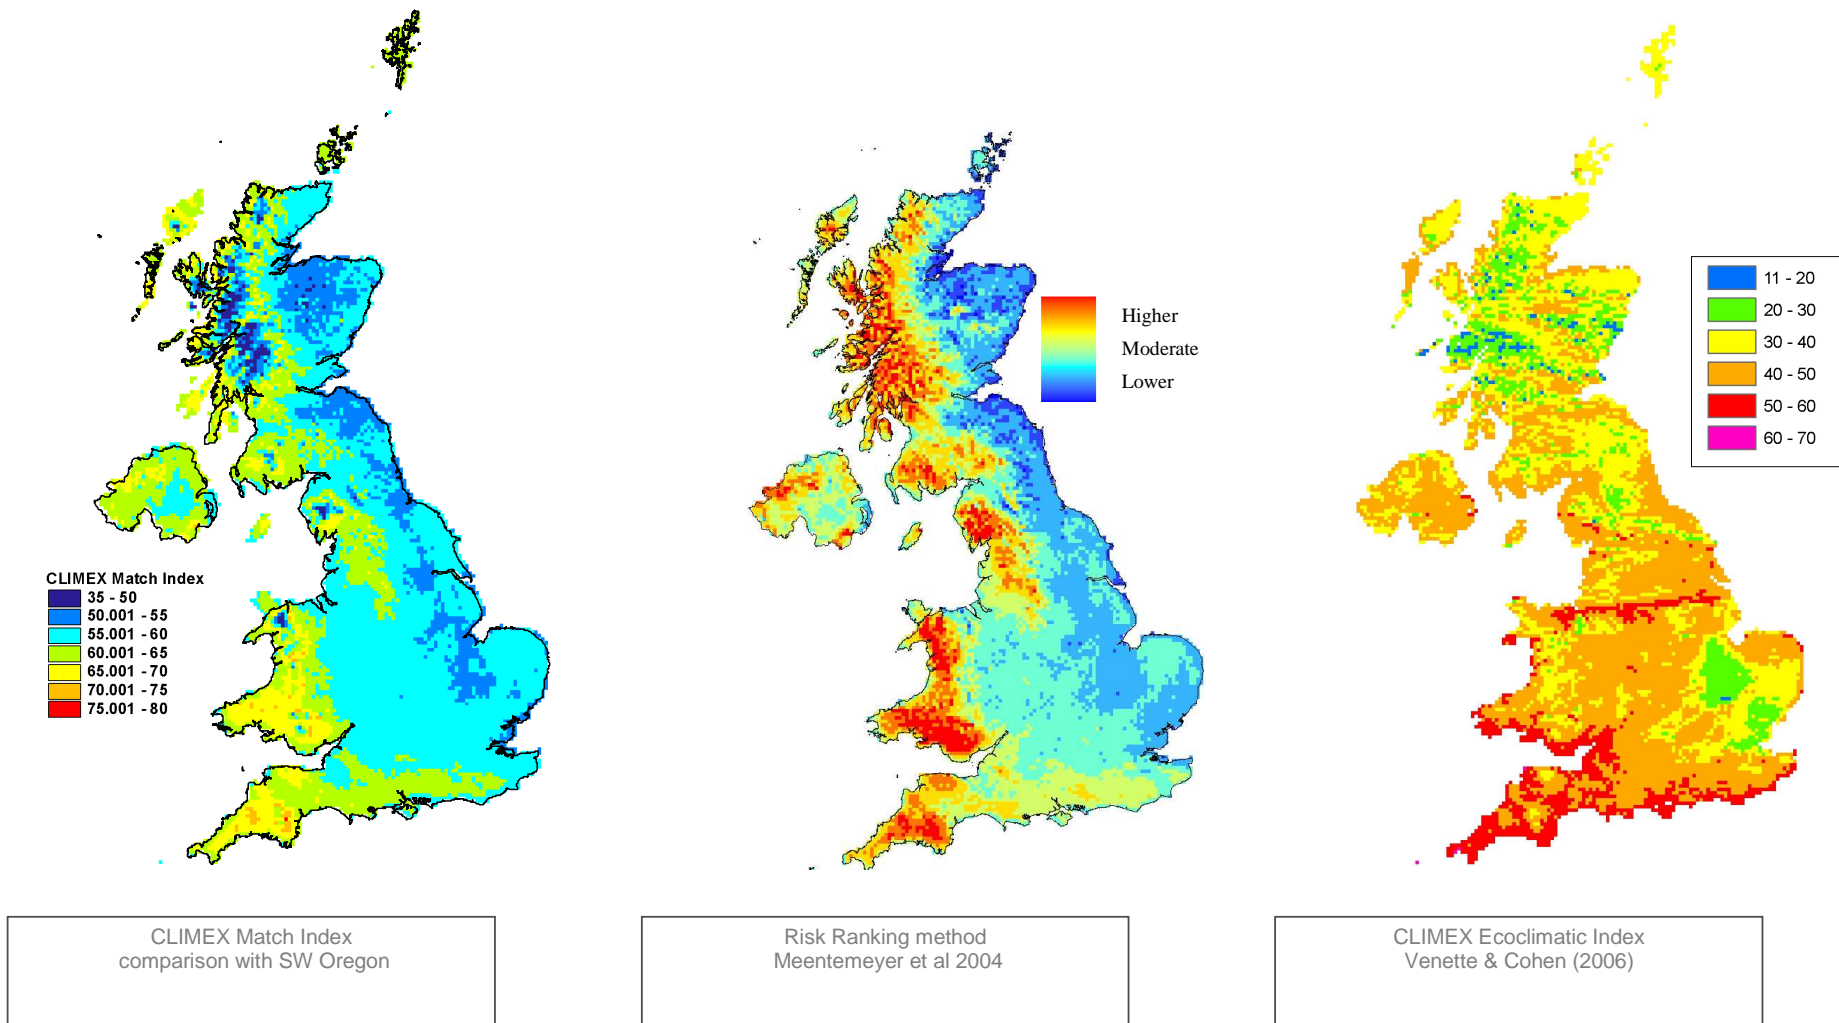 CLIMEX Match Index
35 - 50
50.001 - 55
55.001 - 60
60.001 - 65
65.001 - 70
70.001 - 75
75.001 - 80
Higher
Moderate
Lower
11 - 20
20 - 30
30 - 40
40 - 50
50 - 60
60 - 70
CLIMEX Match Index
comparison with SW Oregon
Risk Ranking method
Meentemeyer et al 2004
CLIMEX Ecoclimatic Index
Venette & Cohen (2006)